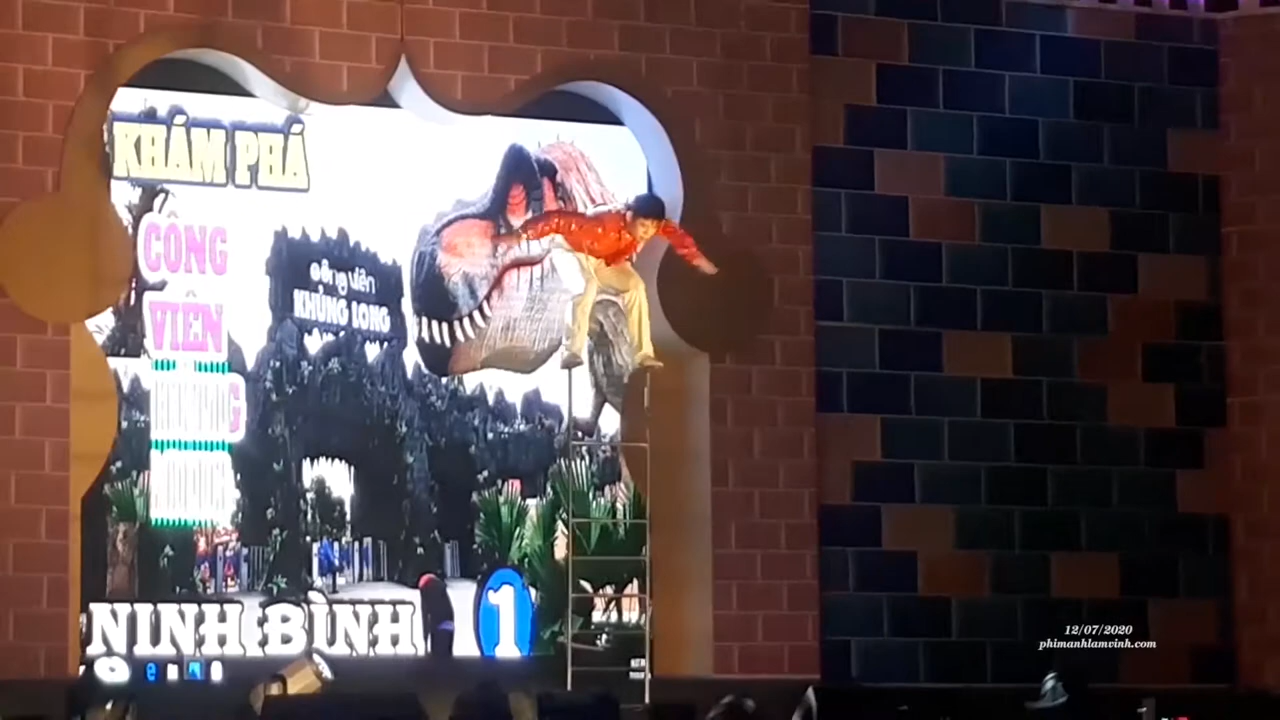 KHÁM PHÁ
CÔNG
VIÊN
công viên
KHỦNG LONG
NINH BÌNH
1
12/07/2020
phimanhlamvinh.com